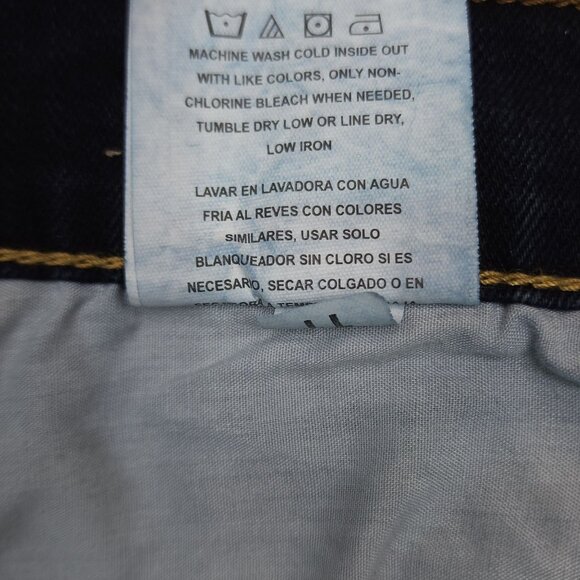 MACHINE WASH COLD INSIDE OUT
WITH LIKE COLORS, ONLY NON-
CHLORINE BLEACH WHEN NEEDED,
TUMBLE DRY LOW OR LINE DRY,
LOW IRON
LAVAR EN LAVADORA CON AGUA
FRIA AL REVES CON COLORES
SIMILARES, USAR SOLO
BLANQUEADOR SIN CLORO SI ES
NECESARIO, SECAR COLGADO O EN